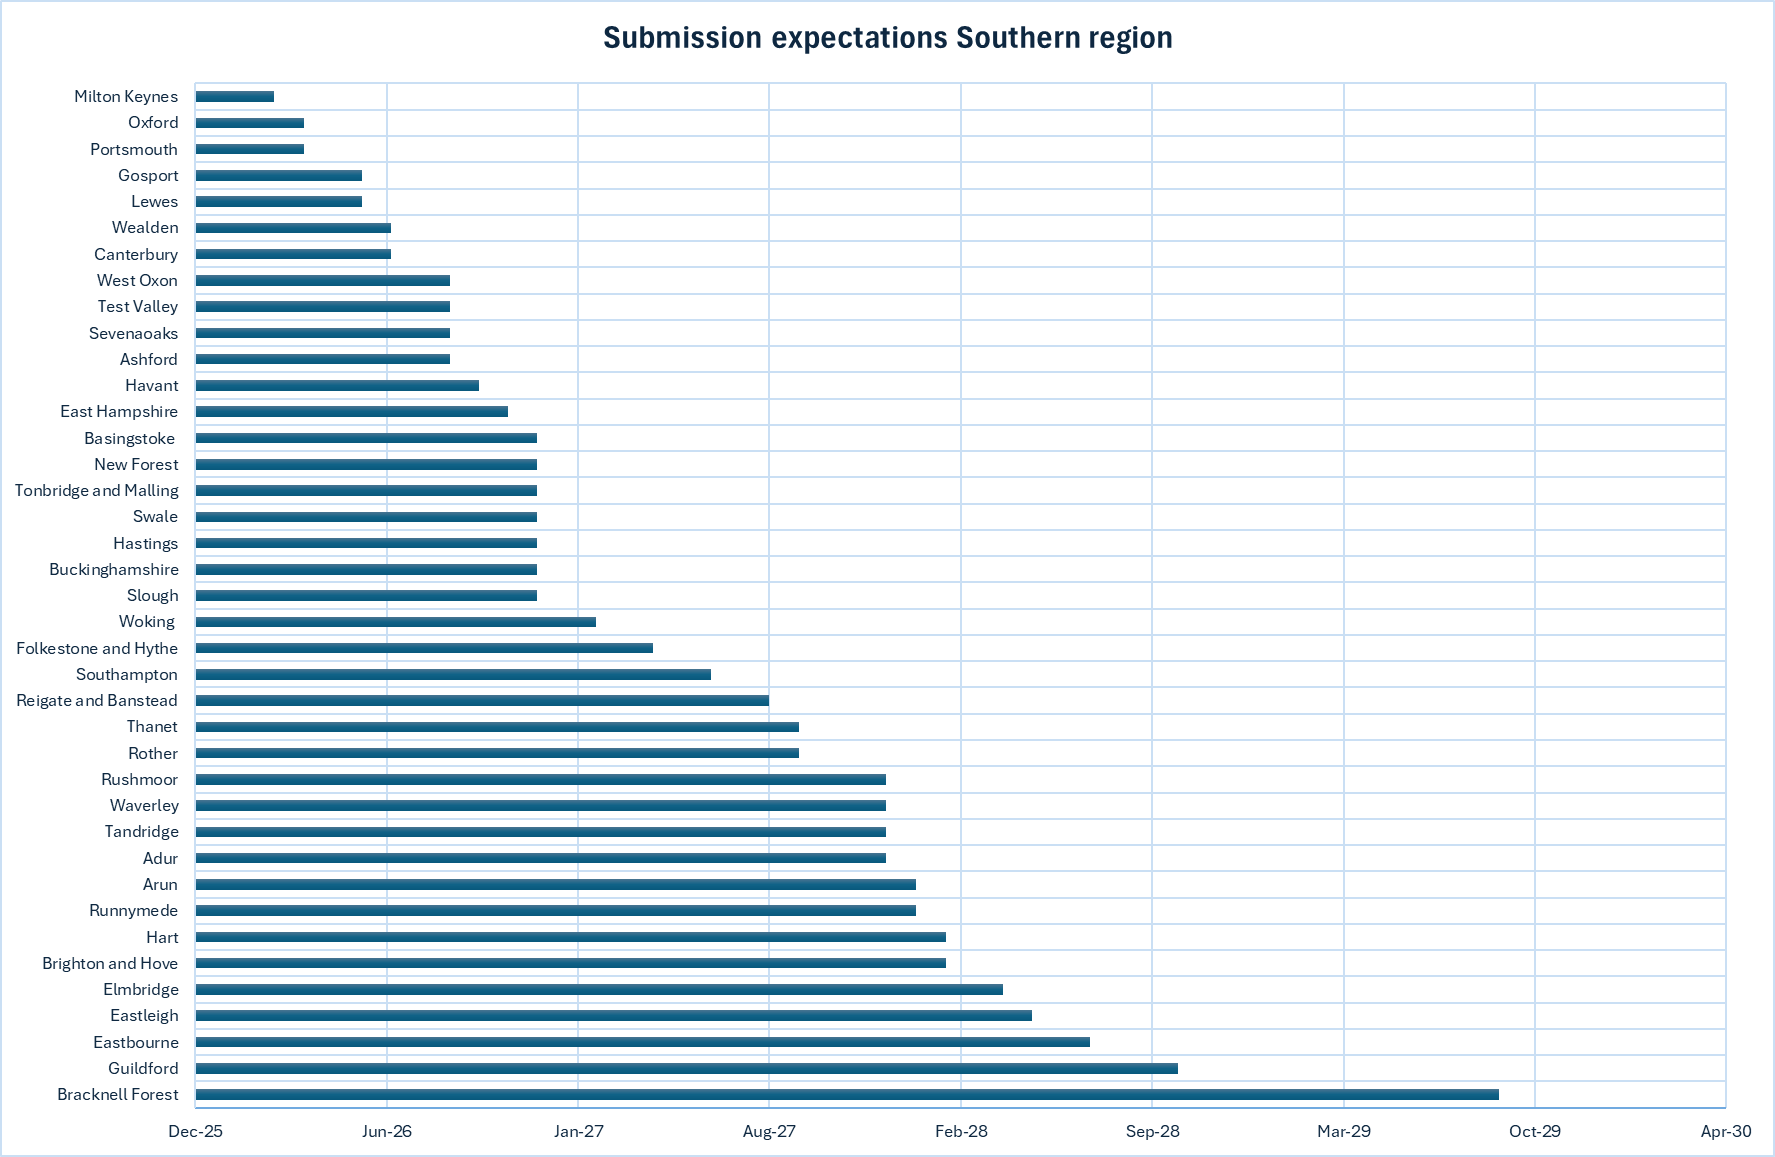 Submission expectations Southern region
Milton Keynes
Oxford
Portsmouth
Gosport
Lewes
Wealden
Canterbury
West Oxon
Test Valley
Sevenaoaks
Ashford
Havant
East Hampshire
Basingstoke
New Forest
Tonbridge and Malling
Swale
Hastings
Buckinghamshire
Slough
Woking
Folkestone and Hythe
Southampton
Reigate and Banstead
Thanet
Rother
Rushmoor
Waverley
Tandridge
Adur
Arun
Runnymede
Hart
Brighton and Hove
Elmbridge
Eastleigh
Eastbourne
Guildford
Bracknell Forest
Dec-25 Jun-26 Jan-27 Aug-27 Feb-28 Sep-28 Mar-29 Oct-29 Apr-30